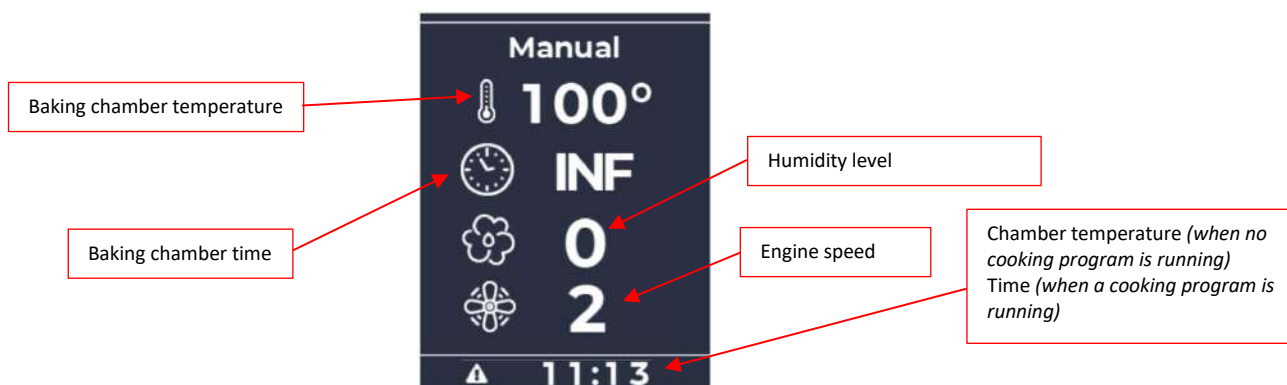 Manual
Baking chamber temperature
100°
INF
Humidity level
Baking chamber time
0
Engine speed
2
Chamber temperature (when no
cooking program is running)
Time (when a cooking program is
running)
11:13